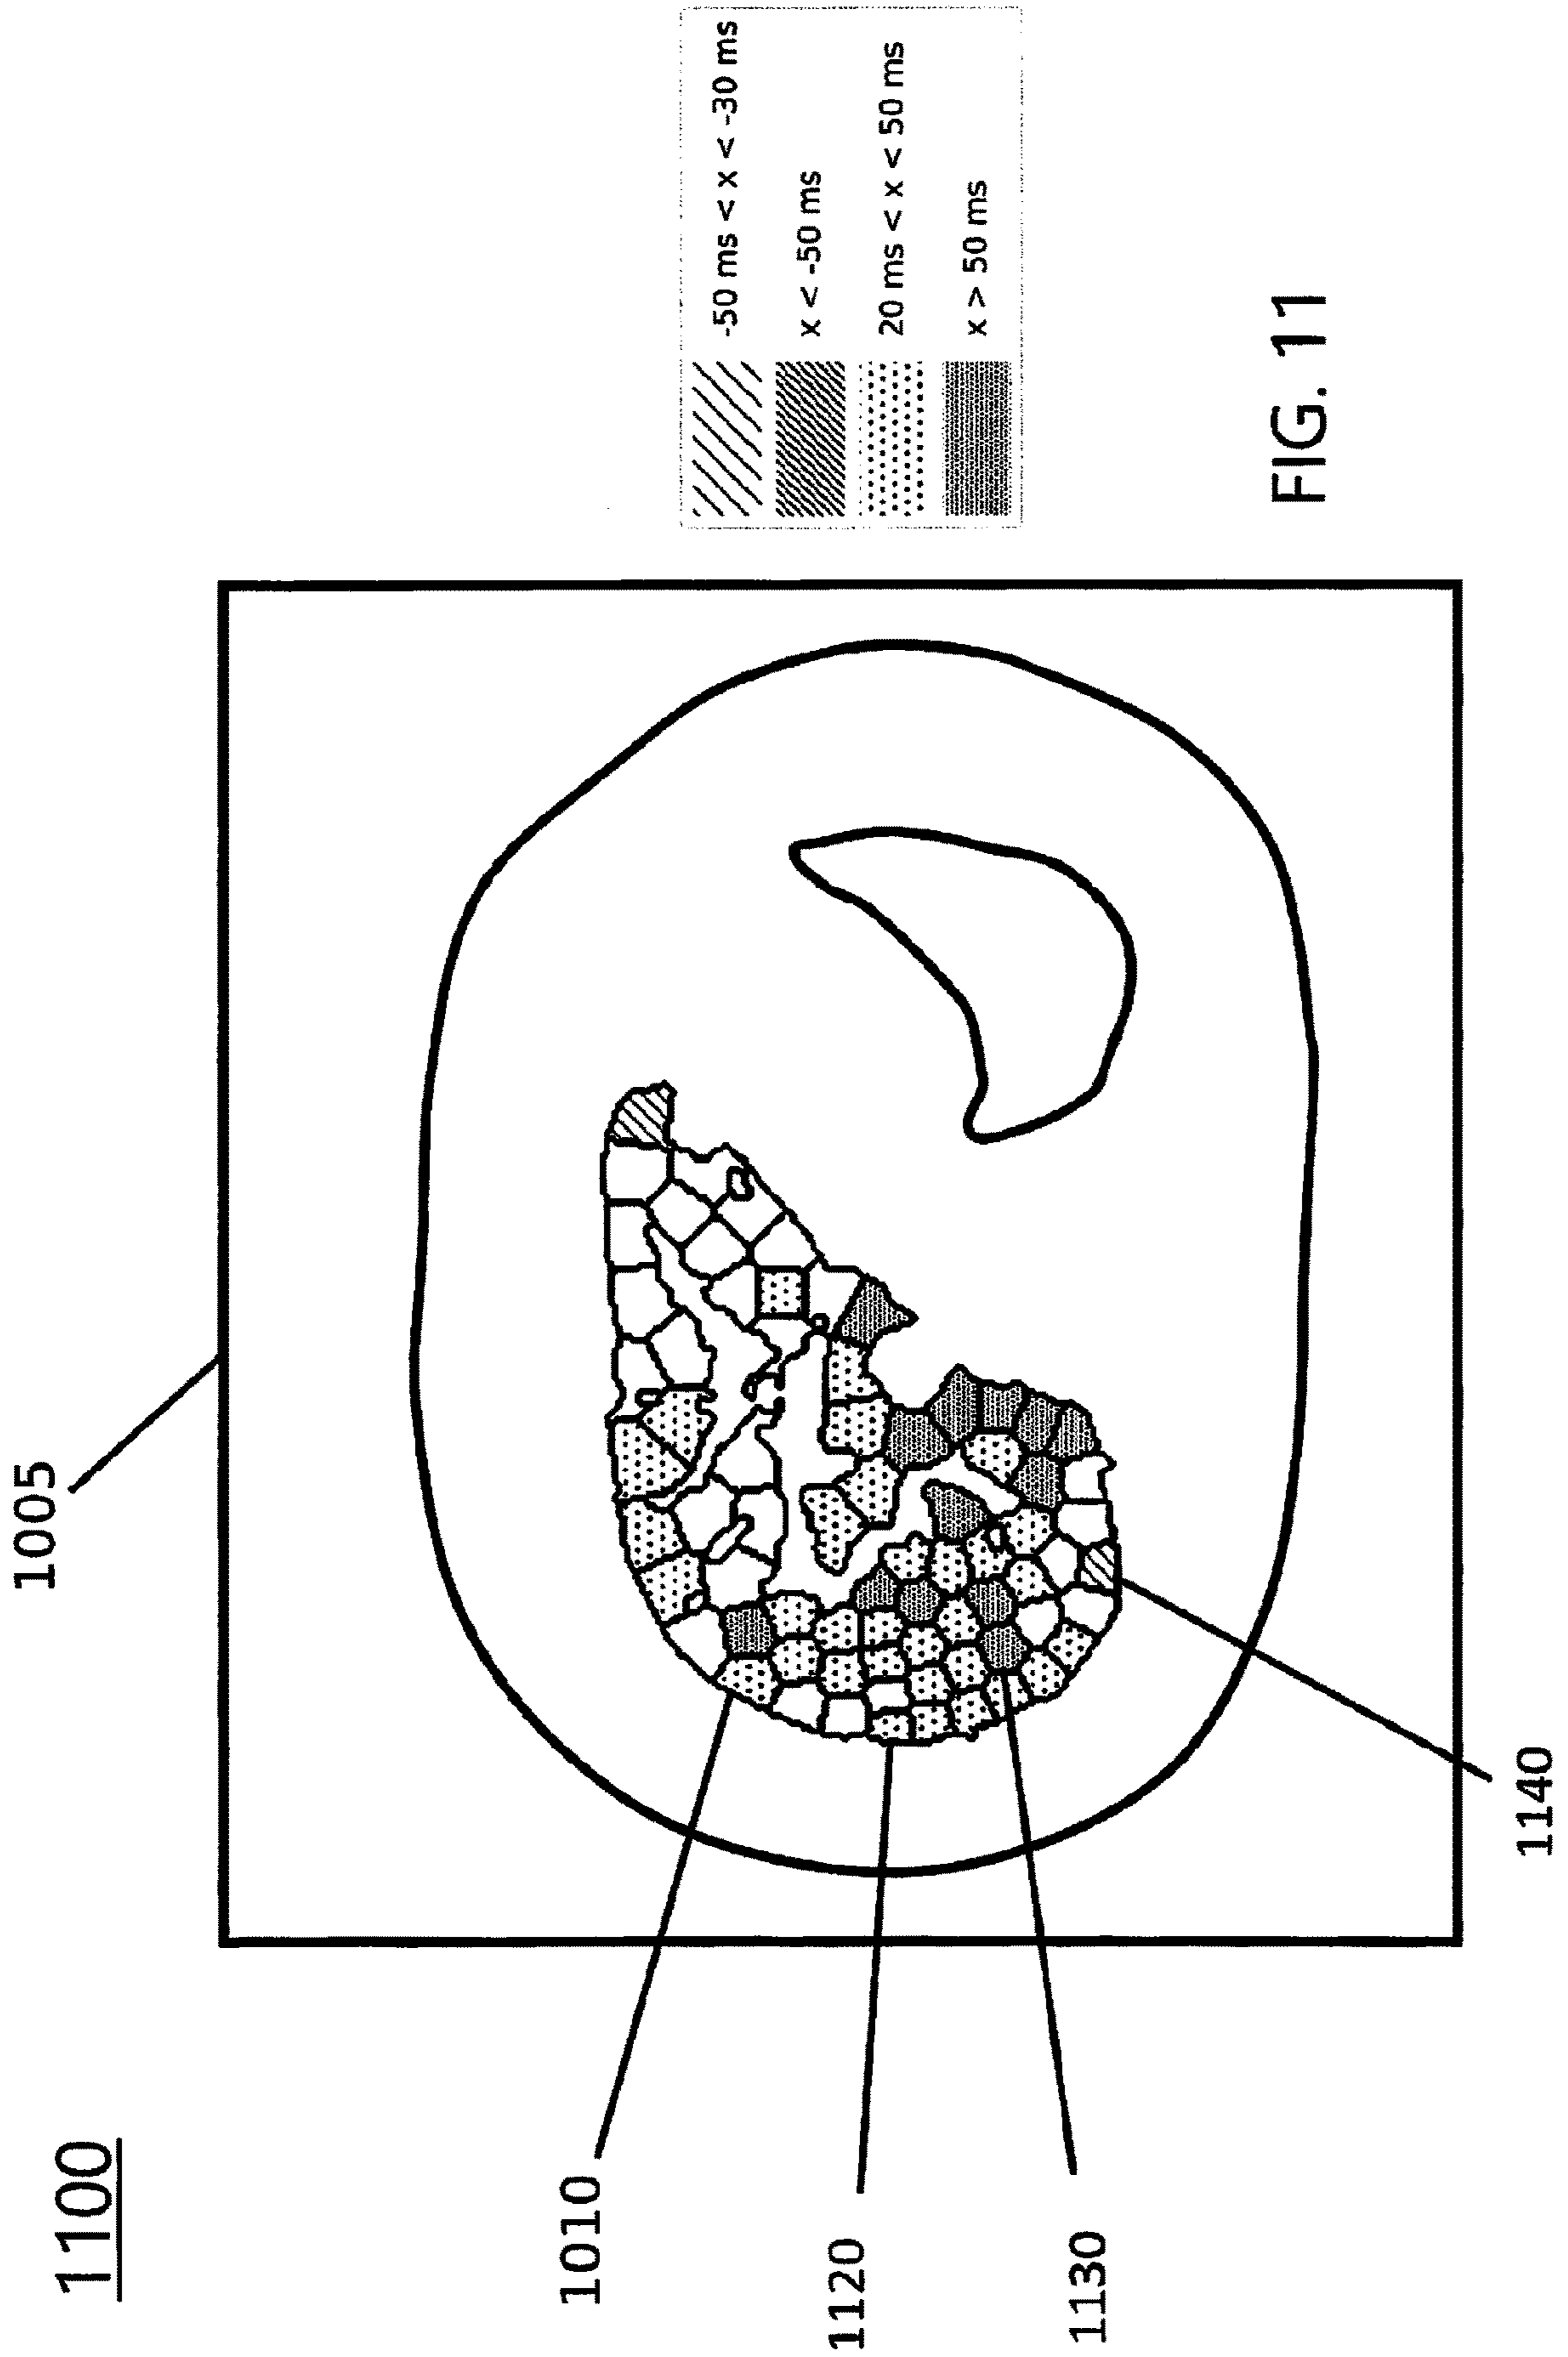 1100
1005
1010
1120
1130
1140
-50 ms < x < -30 ms
x < -50 ms
20 ms < x < 50 ms
x > 50 ms
FIG. 11